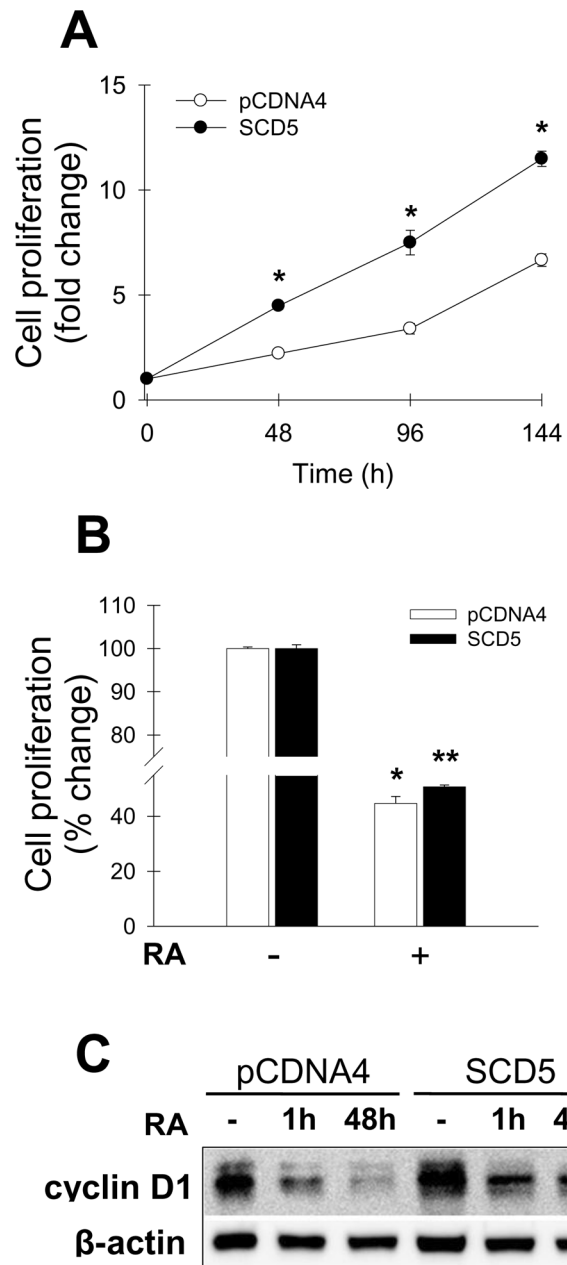 A
Cell proliferation
(fold change)
15
10
5
0
pCDNA4
SCD5
*
*
*
0 48 96 144
Time (h)
B
Cell proliferation
(% change)
110
100
90
80
40
20
0
pCDNA4
SCD5
*
**
RA - +
C
pCDNA4 SCD5
RA - 1h 48h - 1h 4
cyclin D1
β-actin